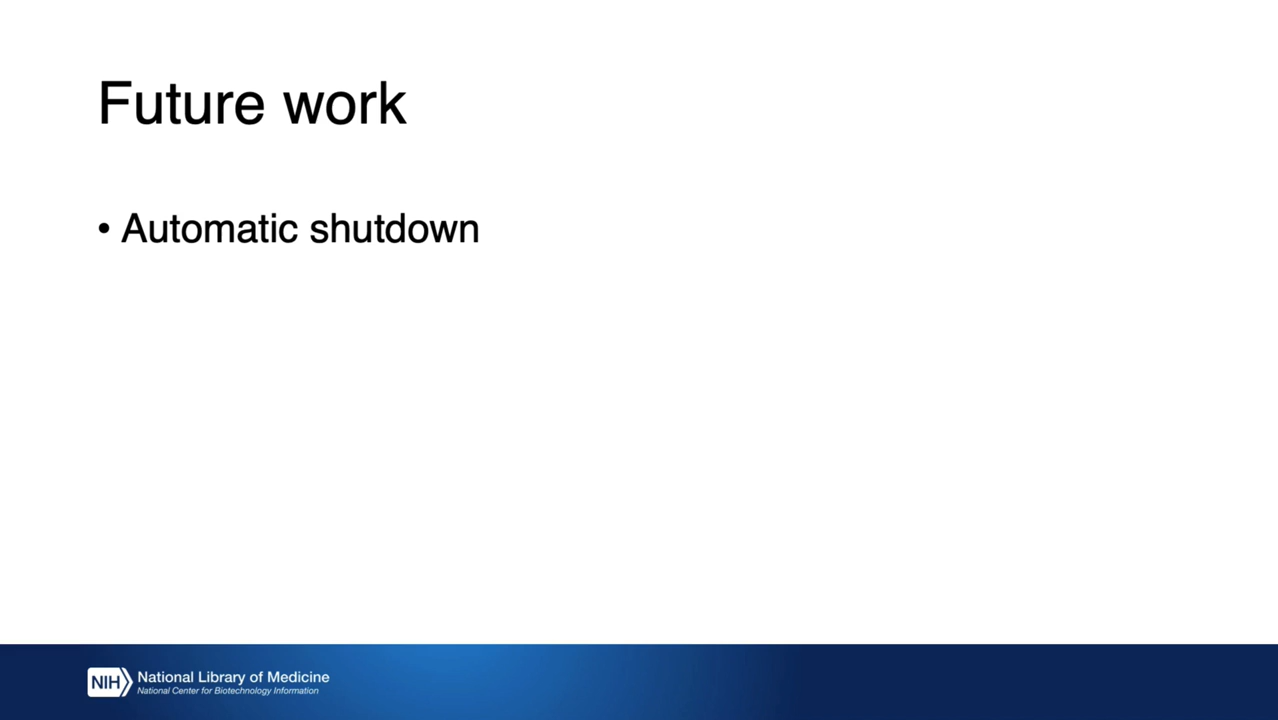 Future work
• Automatic shutdown
NIH
National Library of Medicine
National Center for Biotechnology Information